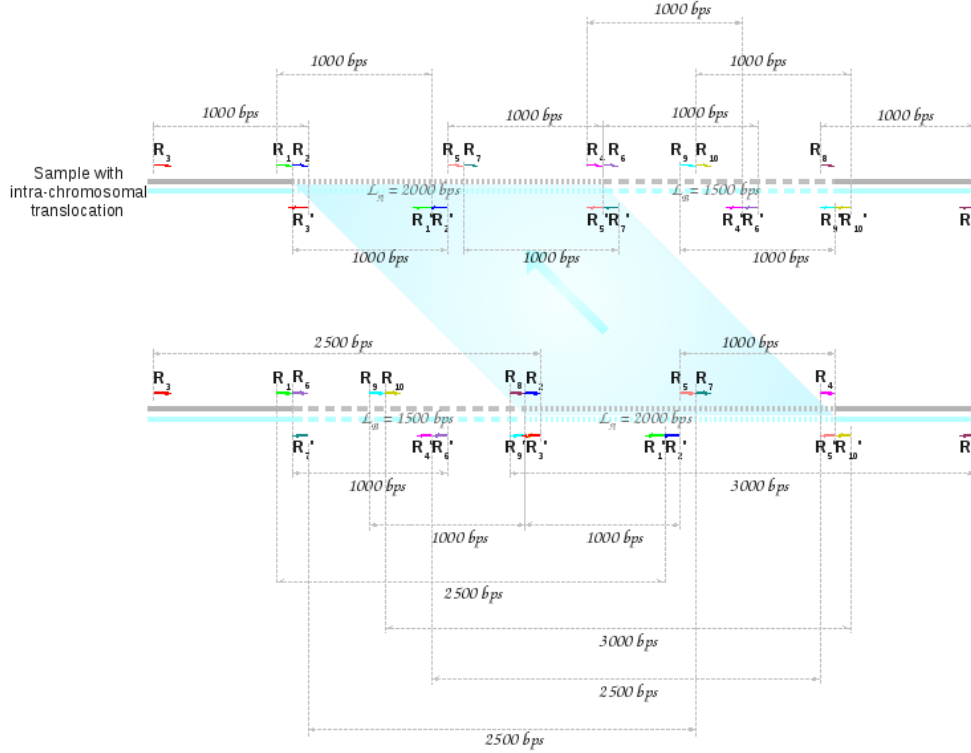 1000 bps
1000 bps 1000 bps
1000 bps 1000 bps 1000 bps 1000 bps
R3 R1 R2 R5 R7 R4 R6 R9 R10 R8
Sample with
intra-chromosomal
translocation
= 2000 bps = 1500 bps
R3' R1' R2' R5' R7' R4' R6' R9' R10' R
1000 bps 1000 bps 1000 bps
2500 bps 1000 bps
R3 R1 R6 R9 R10 R8 R2 R5 R7 R4
= 1500 bps = 2000 bps
R7' R4' R6' R9' R3' R1' R2' R5' R10' R
1000 bps 3000 bps
1000 bps 1000 bps
2500 bps
3000 bps
2500 bps
2500 bps